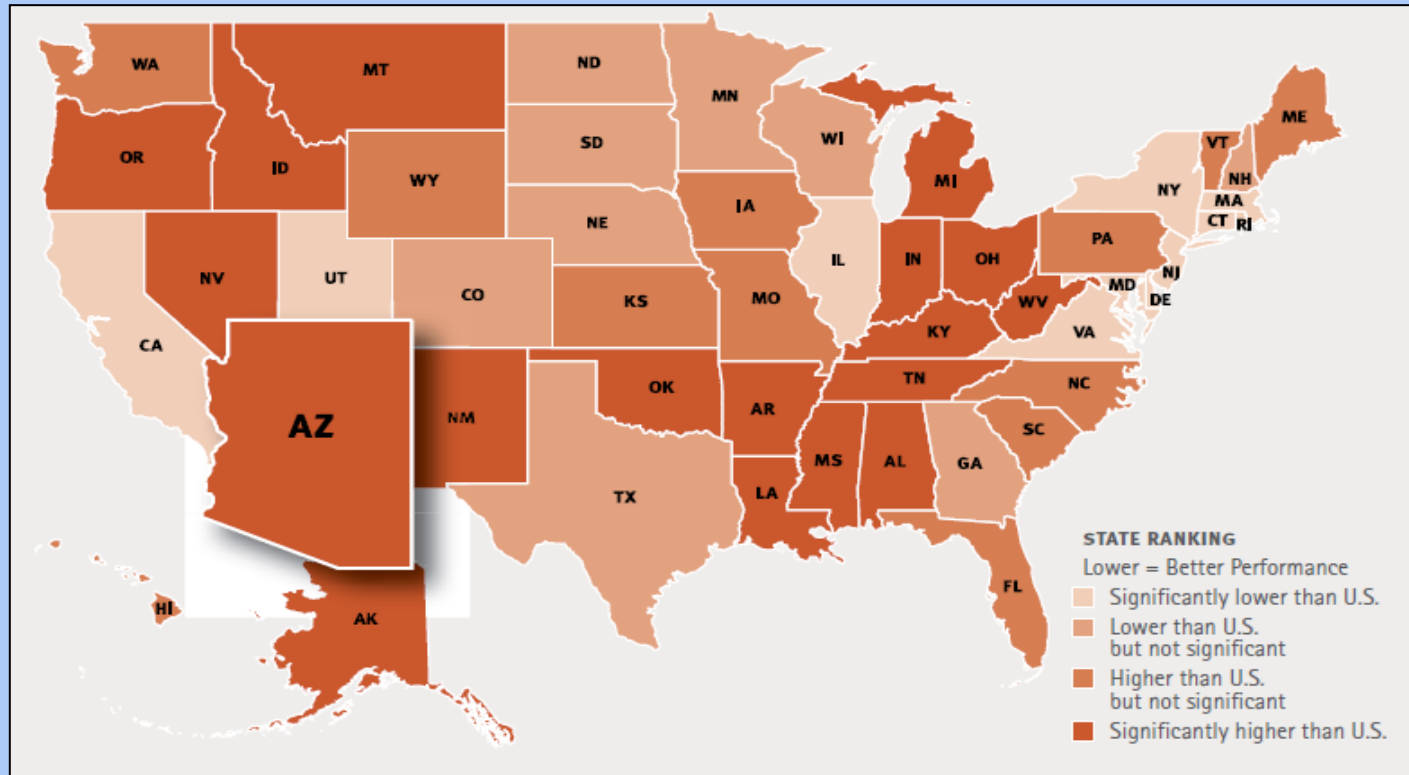 WA
MT
ND
MN
OR
ID
WY
SD
WI
MI
ME
VT
NH
NY
MA
CT
RI
NV
UT
CO
NE
IA
IL
IN
OH
PA
NJ
MD
DE
CA
KS
MO
KY
WV
VA
AZ
NM
OK
AR
TN
NC
SC
TX
LA
MS
AL
GA
FL
HI
AK
STATE RANKING
Lower = Better Performance
Significantly lower than U.S.
Lower than U.S.
but not significant
Higher than U.S.
but not significant
Significantly higher than U.S.